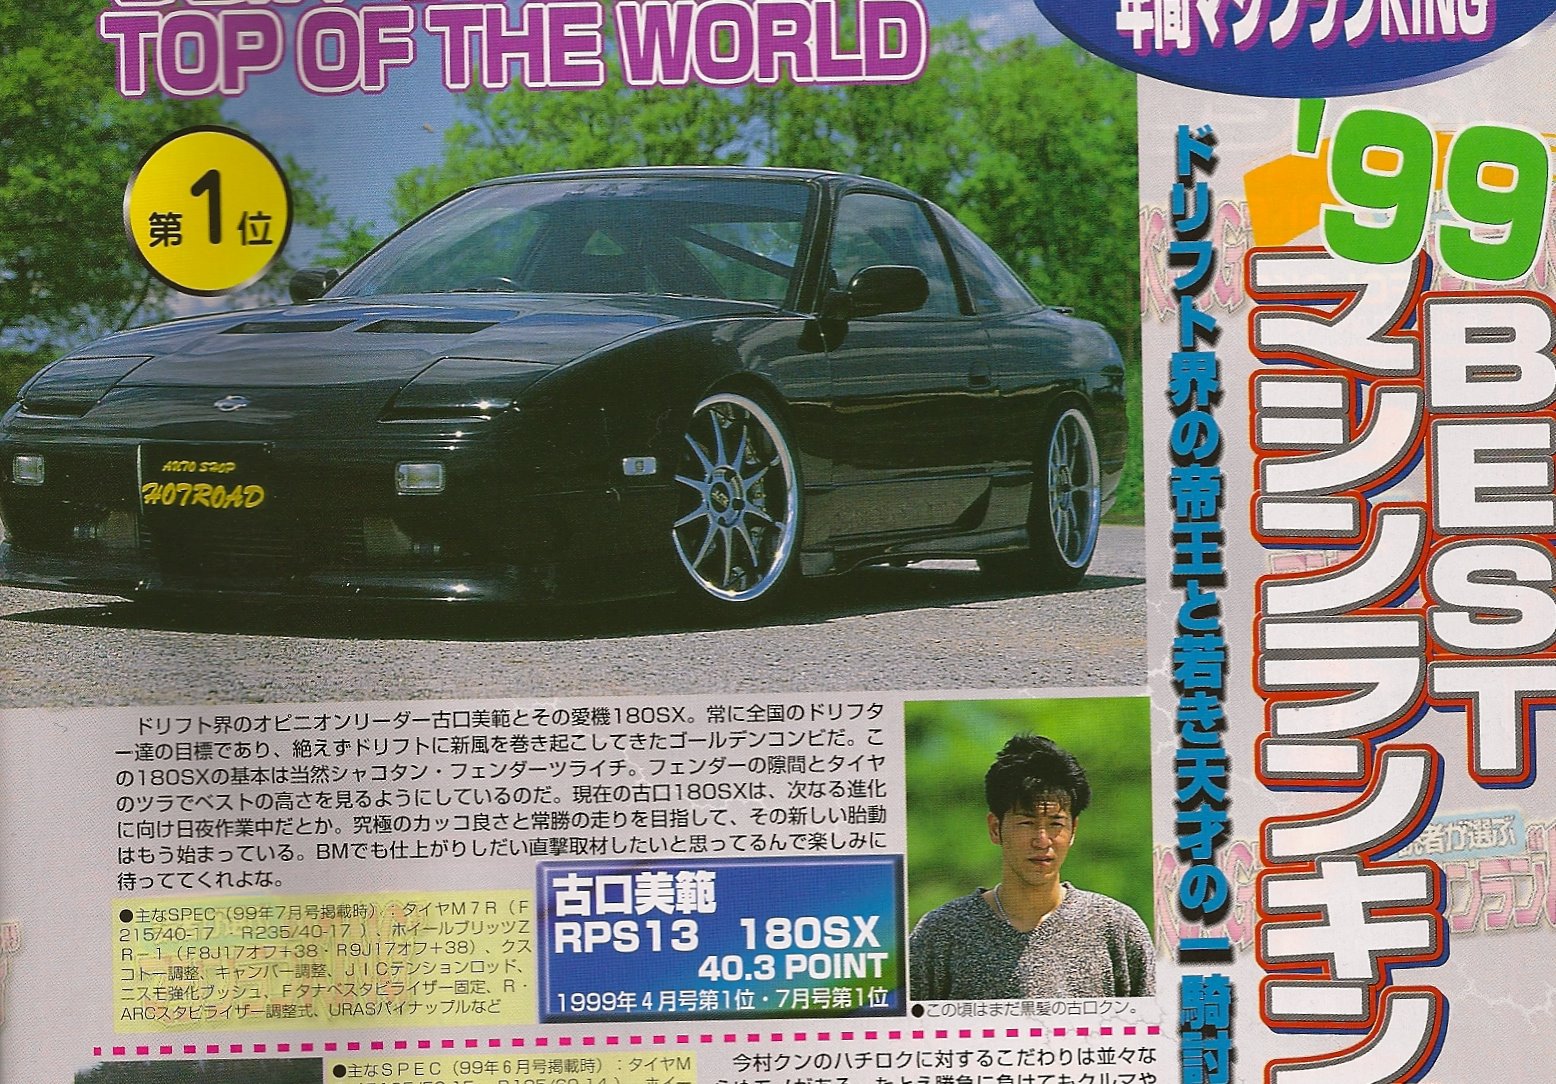 TOP OF THE WORLD
年間マシンランKING
第1位
'99 BEST
マシンランキン
ドリフト界の帝王と若き天才の一騎討
AUTO SHOP
HOTROAD
ドリフト界のオピニオンリーダー古口美範とその愛機180SX。常に全国のドリフタ
ー達の目標であり、絶えずドリフトに新風を巻き起こしてきたゴールデンコンビだ。こ
の180SXの基本は当然シャコタン・フェンダーツライチ。フェンダーの隙間とタイヤ
のツラでベストの高さを見るようにしているのだ。現在の古口180SXは、次なる進化
に向け日夜作業中だとか。究極のカッコ良さと常勝の走りを目指して、その新しい胎動
はもう始まっている。BMでも仕上がりしだい直撃取材したいと思ってるんで楽しみに
待っててくれよな。
●主なSPEC(99年7月号掲載時):タイヤM7R(F
215/40-17 R235/40-17) ホイールブリッツZ
R-1(F8J17オフ+38 R9J17オフ+38)、クス
コトー調整、キャンバー調整、JICテンションロッド、
ニスモ強化ブッシュ、Fタナベスタビライザー固定、R・
ARCスタビライザー調整式、URASパイナップルなど
古口美範
RPS13 180SX
40.3 POINT
1999年4月号第1位・7月号第1位
●この頃はまだ黒髪の古口クン。
●主なSPEC(99年6月号掲載時):タイヤM
今村クンのハチロクに対するこだわりは並々な